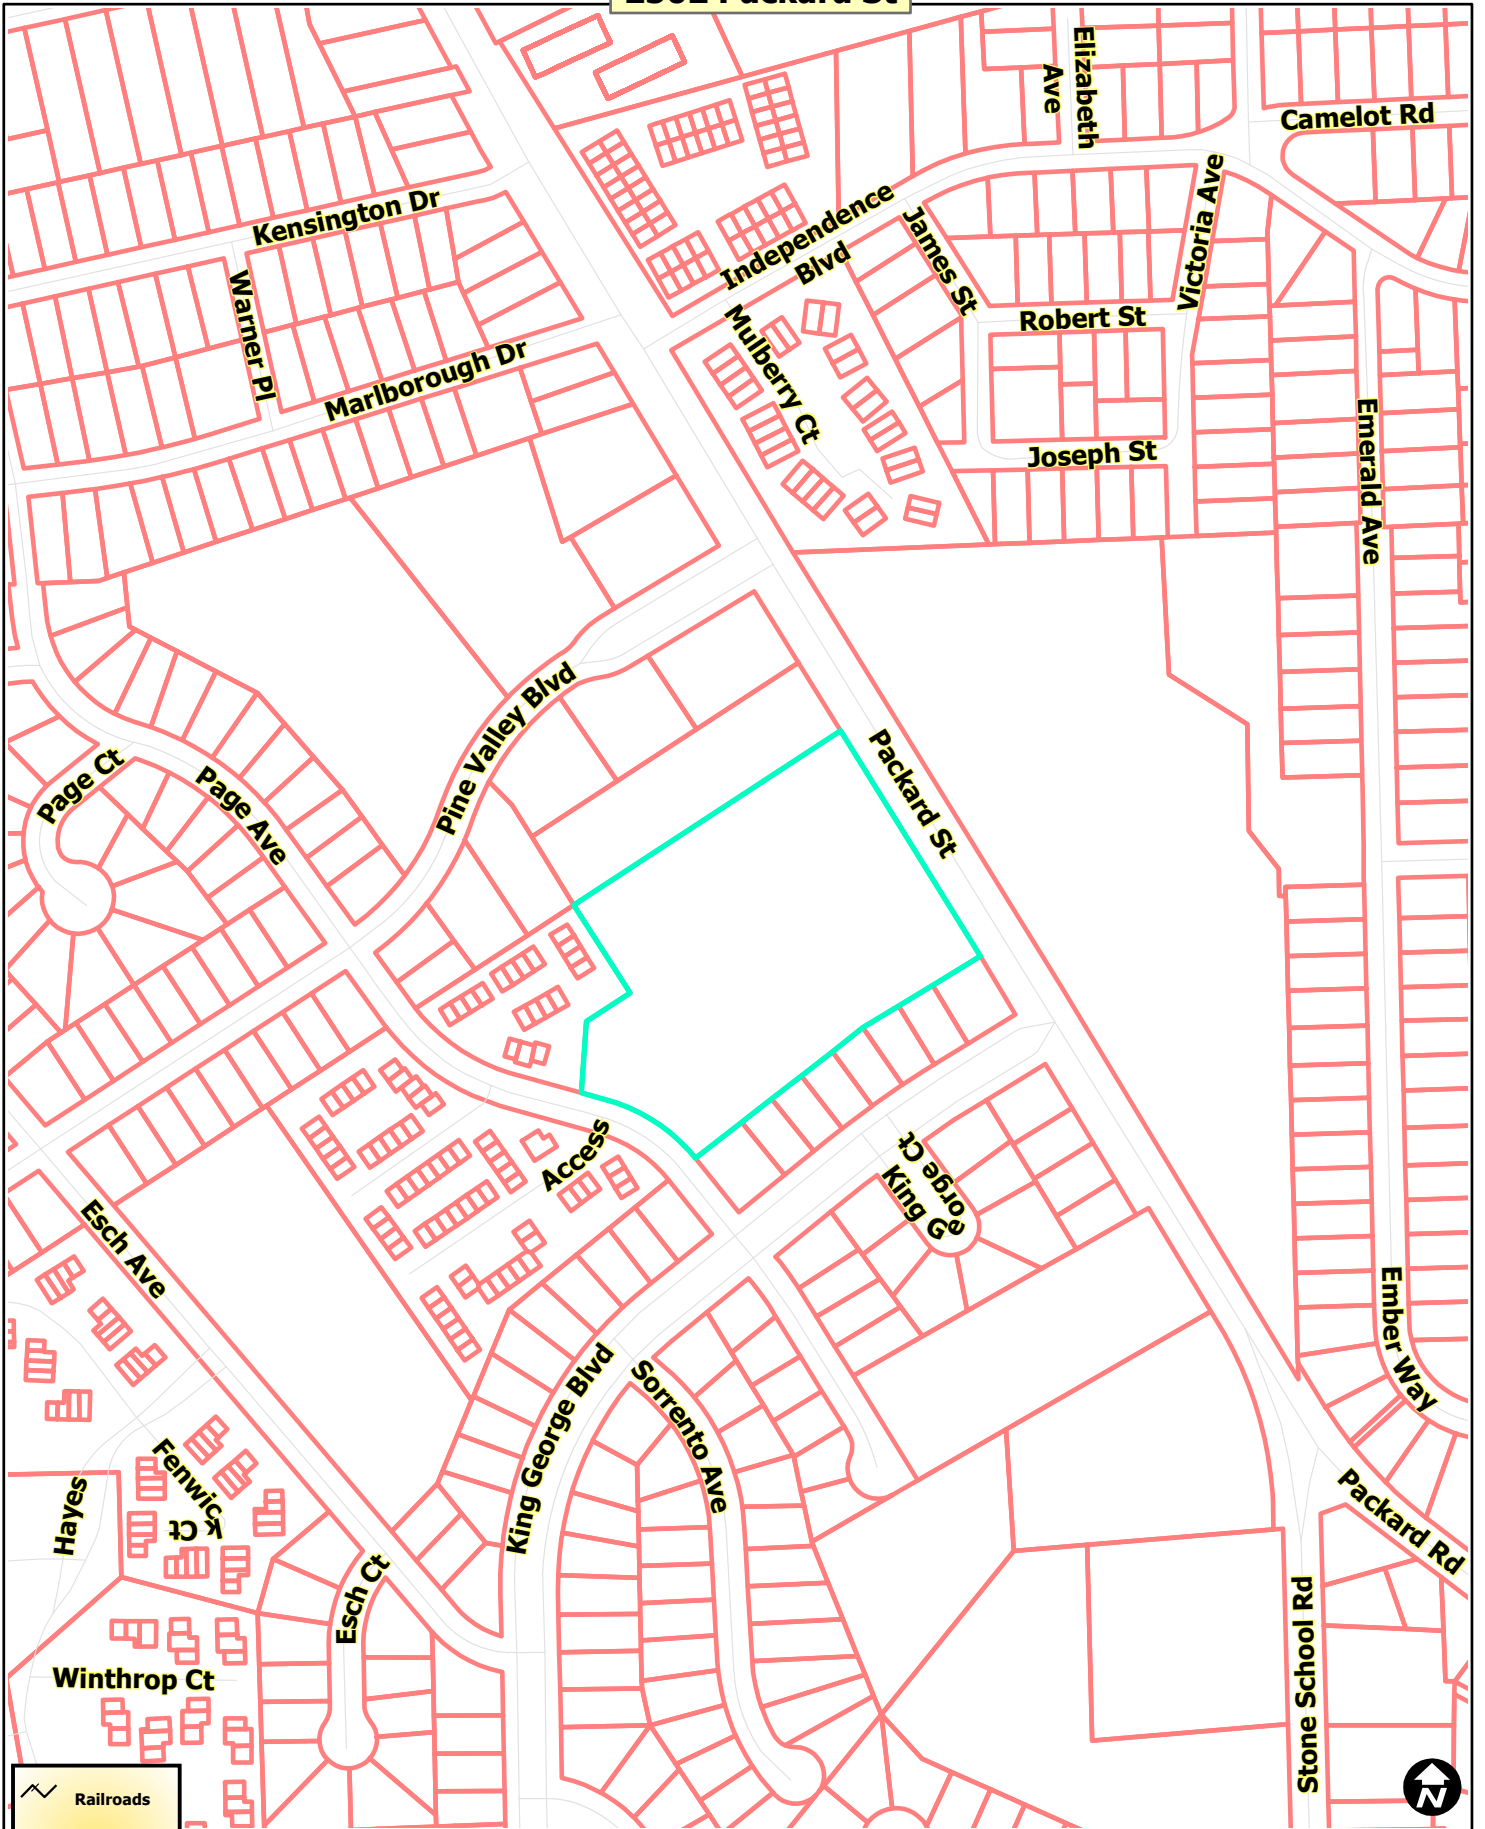 Elizabeth
Ave
Camelot Rd
Kensington Dr
Independence
Blvd
James St
Victoria Ave
Warner Pl
Marlborough Dr
Mulberry Ct
Robert St
Joseph St
Emerald Ave
Pine Valley Blvd
Packard St
Page Ct
Page Ave
Access
King George Ct
Esch Ave
King George Blvd
Sorrento Ave
Ember Way
Fenwick Ct
Hayes
Packard Rd
Esch Ct
Stone School Rd
Winthrop Ct
Railroads
N